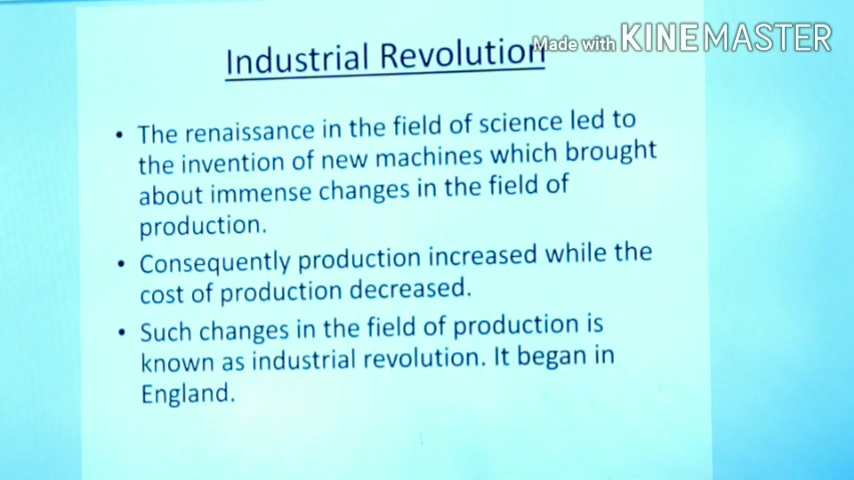 Made with KINEMASTER
Industrial Revolution
• The renaissance in the field of science led to
the invention of new machines which brought
about immense changes in the field of
production.
• Consequently production increased while the
cost of production decreased.
• Such changes in the field of production is
known as industrial revolution. It began in
England.